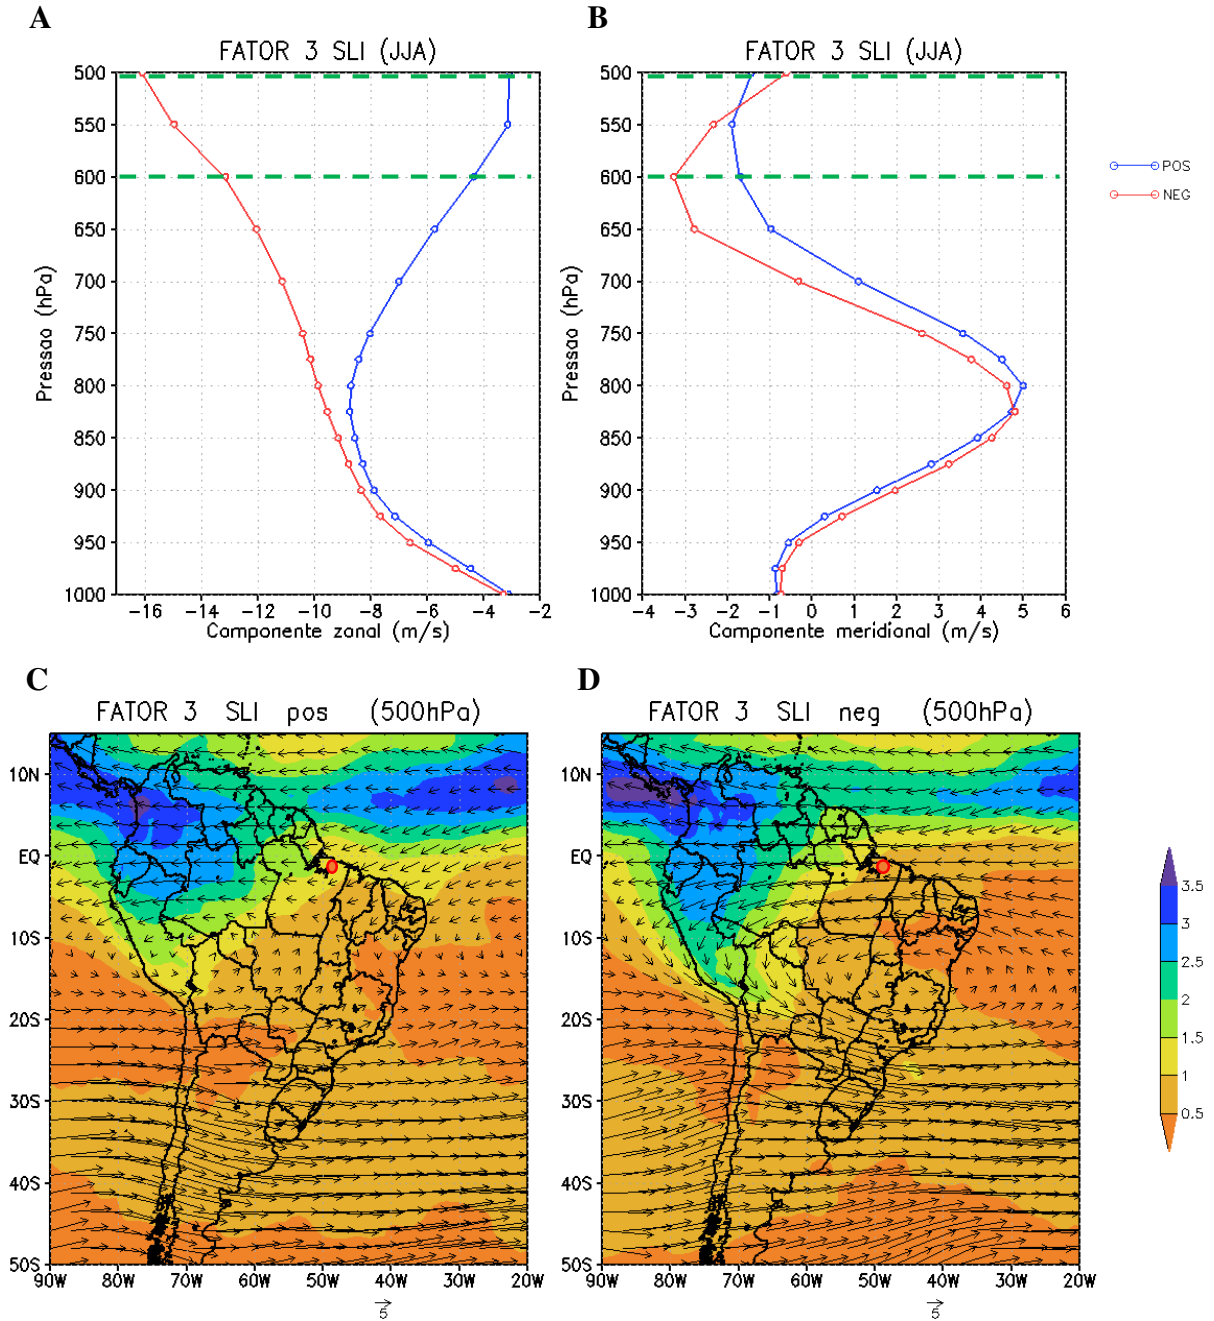 A
B
FATOR 3 SLI (JJA)
FATOR 3 SLI (JJA)
500
550
600
650
700
750
800
850
900
950
1000
Pressao (hPa)
-16 -14 -12 -10 -8 -6 -4 -2
Componente zonal (m/s)
500
550
600
650
700
750
800
850
900
950
1000
Pressao (hPa)
-4 -3 -2 -1 0 1 2 3 4 5 6
Componente meridional (m/s)
POS
NEG
C
D
FATOR 3 SLI pos (500hPa)
FATOR 3 SLI neg (500hPa)
10N
EQ
10S
20S
30S
40S
50S
90W 80W 70W 60W 50W 40W 30W 20W
5
10N
EQ
10S
20S
30S
40S
50S
90W 80W 70W 60W 50W 40W 30W 20W
5
3.5
3
2.5
2
1.5
1
0.5